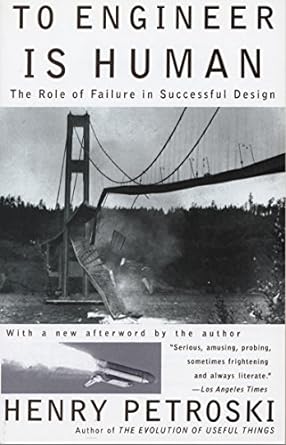 TO ENGINEER
IS HUMAN
The Role of Failure in Successful Design
With a new afterword by the author
"Serious, amusing, probing,
sometimes frightening
and always literate."
—Los Angeles Times
HENRY PETROSKI
Author of THE EVOLUTION OF USEFUL THINGS